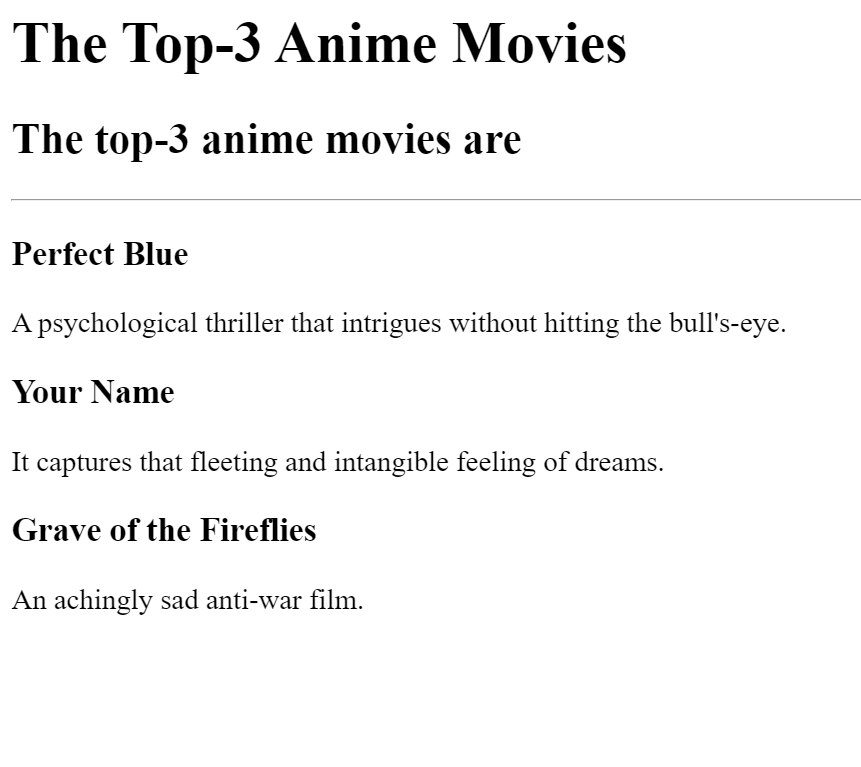 The Top-3 Anime Movies
The top-3 anime movies are
Perfect Blue
A psychological thriller that intrigues without hitting the bull's-eye.
Your Name
It captures that fleeting and intangible feeling of dreams.
Grave of the Fireflies
An achingly sad anti-war film.